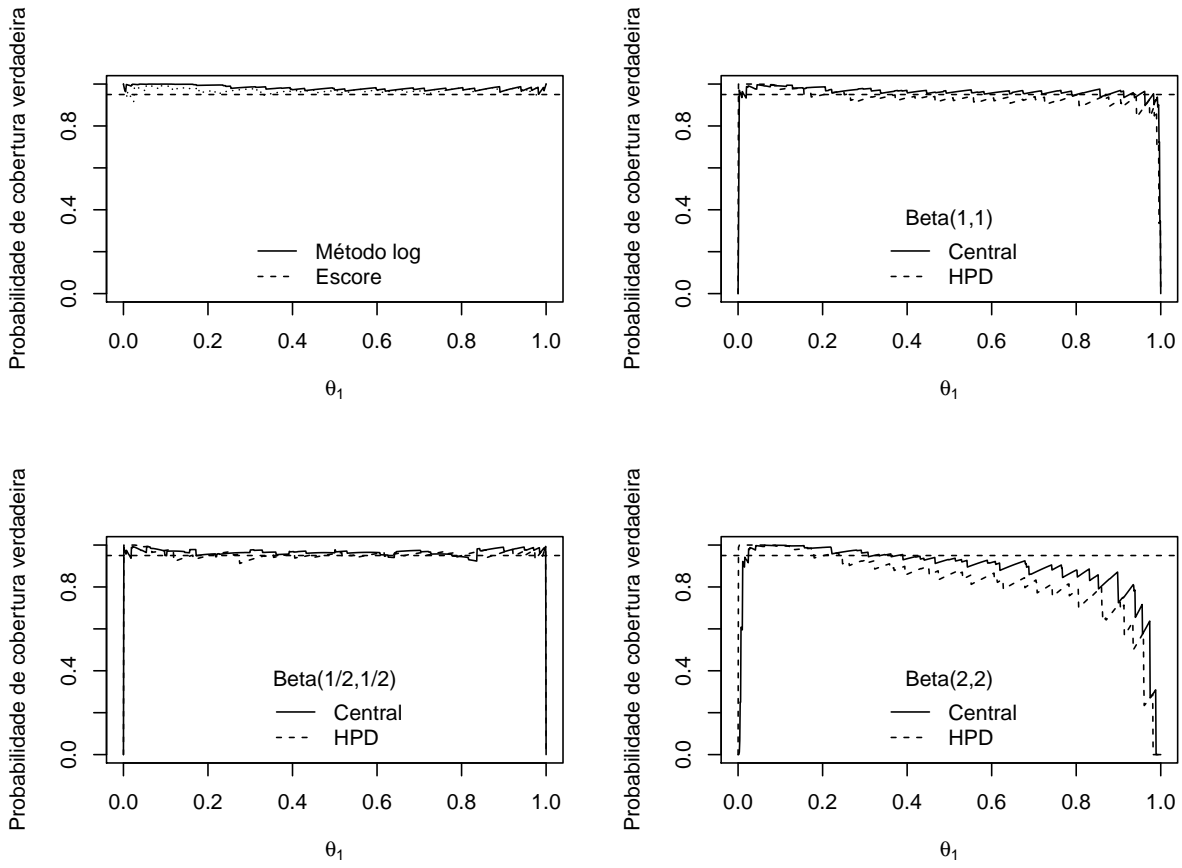 Probabilidade de cobertura verdadeira
0.0 0.4 0.8
Método log
Escore
0.0 0.2 0.4 0.6 0.8 1.0
θ1
Probabilidade de cobertura verdadeira
0.0 0.4 0.8
Beta(1,1)
Central
HPD
0.0 0.2 0.4 0.6 0.8 1.0
θ1
Probabilidade de cobertura verdadeira
0.0 0.4 0.8
Beta(1/2,1/2)
Central
HPD
0.0 0.2 0.4 0.6 0.8 1.0
θ1
Probabilidade de cobertura verdadeira
0.0 0.4 0.8
Beta(2,2)
Central
HPD
0.0 0.2 0.4 0.6 0.8 1.0
θ1